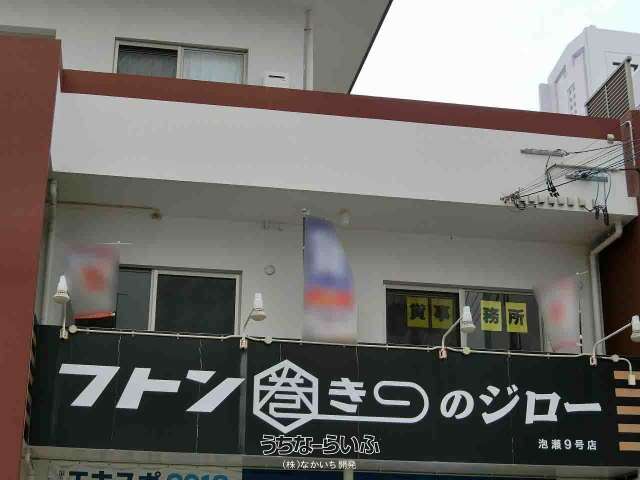 貸事務所
フトン巻きのジロー
泡瀬9号店
うちなーらいふ
(株)なかいち開発